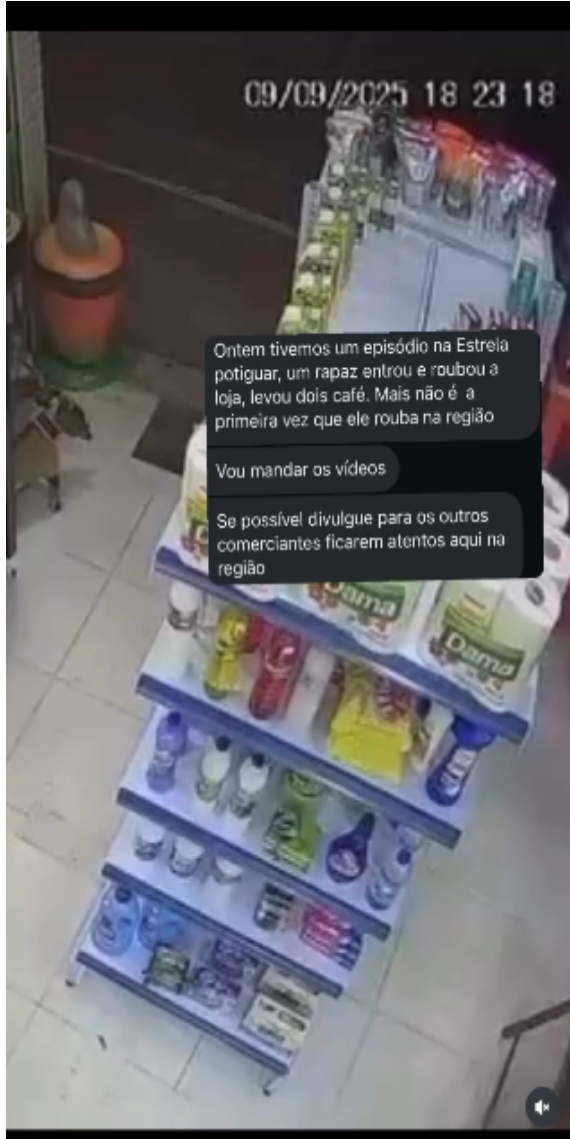 09/09/2025 18 23 18
Ontem tivemos um episódio na Estrela
potiguar, um rapaz entrou e roubou a
loja, levou dois café. Mais não é a
primeira vez que ele rouba na região
Vou mandar os vídeos
Se possível divulgue para os outros
comerciantes ficarem atentos aqui na
região
Dama
Dama